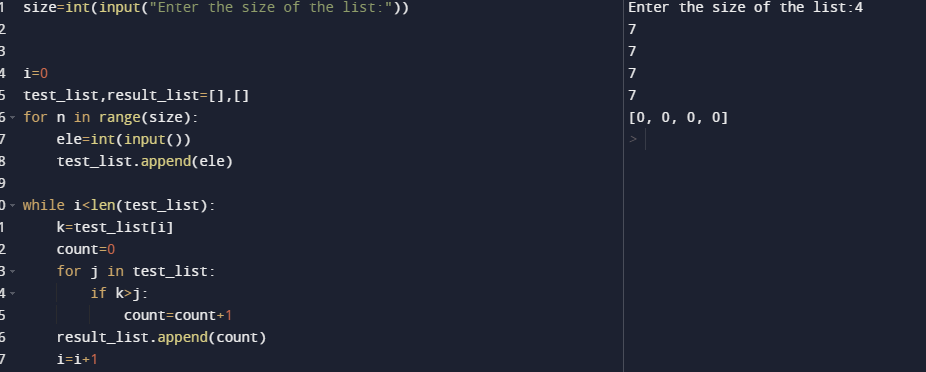 1 size=int(input("Enter the size of the list:"))
2
3
4 i=0
5 test_list,result_list=[],[]
6 for n in range(size):
7     ele=int(input())
8     test_list.append(ele)
9
0 while i<len(test_list):
1     k=test_list[i]
2     count=0
3     for j in test_list:
4         if k>j:
5             count=count+1
6     result_list.append(count)
7     i=i+1
Enter the size of the list:4
7
7
7
7
[0, 0, 0, 0]
>